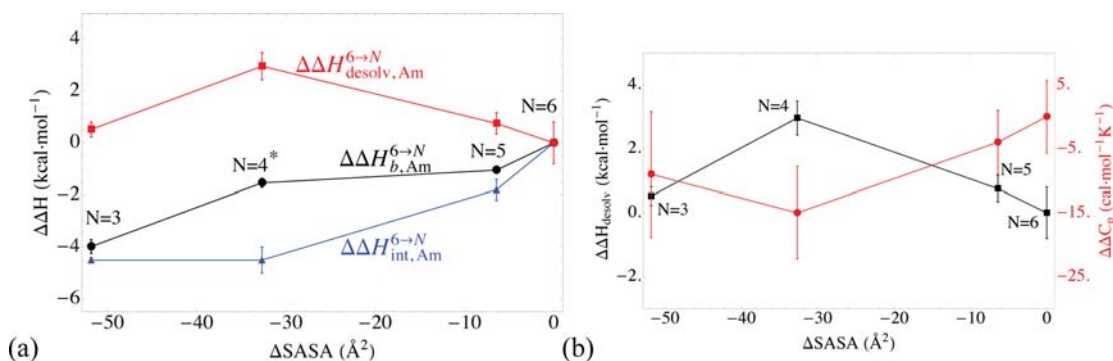 4
2
0
−2
−4
−6
ΔΔH (kcal·mol⁻¹)
ΔΔH^{6→N}_{desolv,Am}
N=6
N=5
N=4*
ΔΔH^{6→N}_{b,Am}
N=3
ΔΔH^{6→N}_{int,Am}
−50 −40 −30 −20 −10 0
ΔSASA (Å²)
(a)
4.
2.
0.
−2.
ΔΔH_{desolv} (kcal·mol⁻¹)
N=4
N=5
N=3
N=6
5.
−5.
−15.
−25.
ΔΔC_p (cal·mol⁻¹K⁻¹)
−50 −40 −30 −20 −10 0
ΔSASA (Å²)
(b)